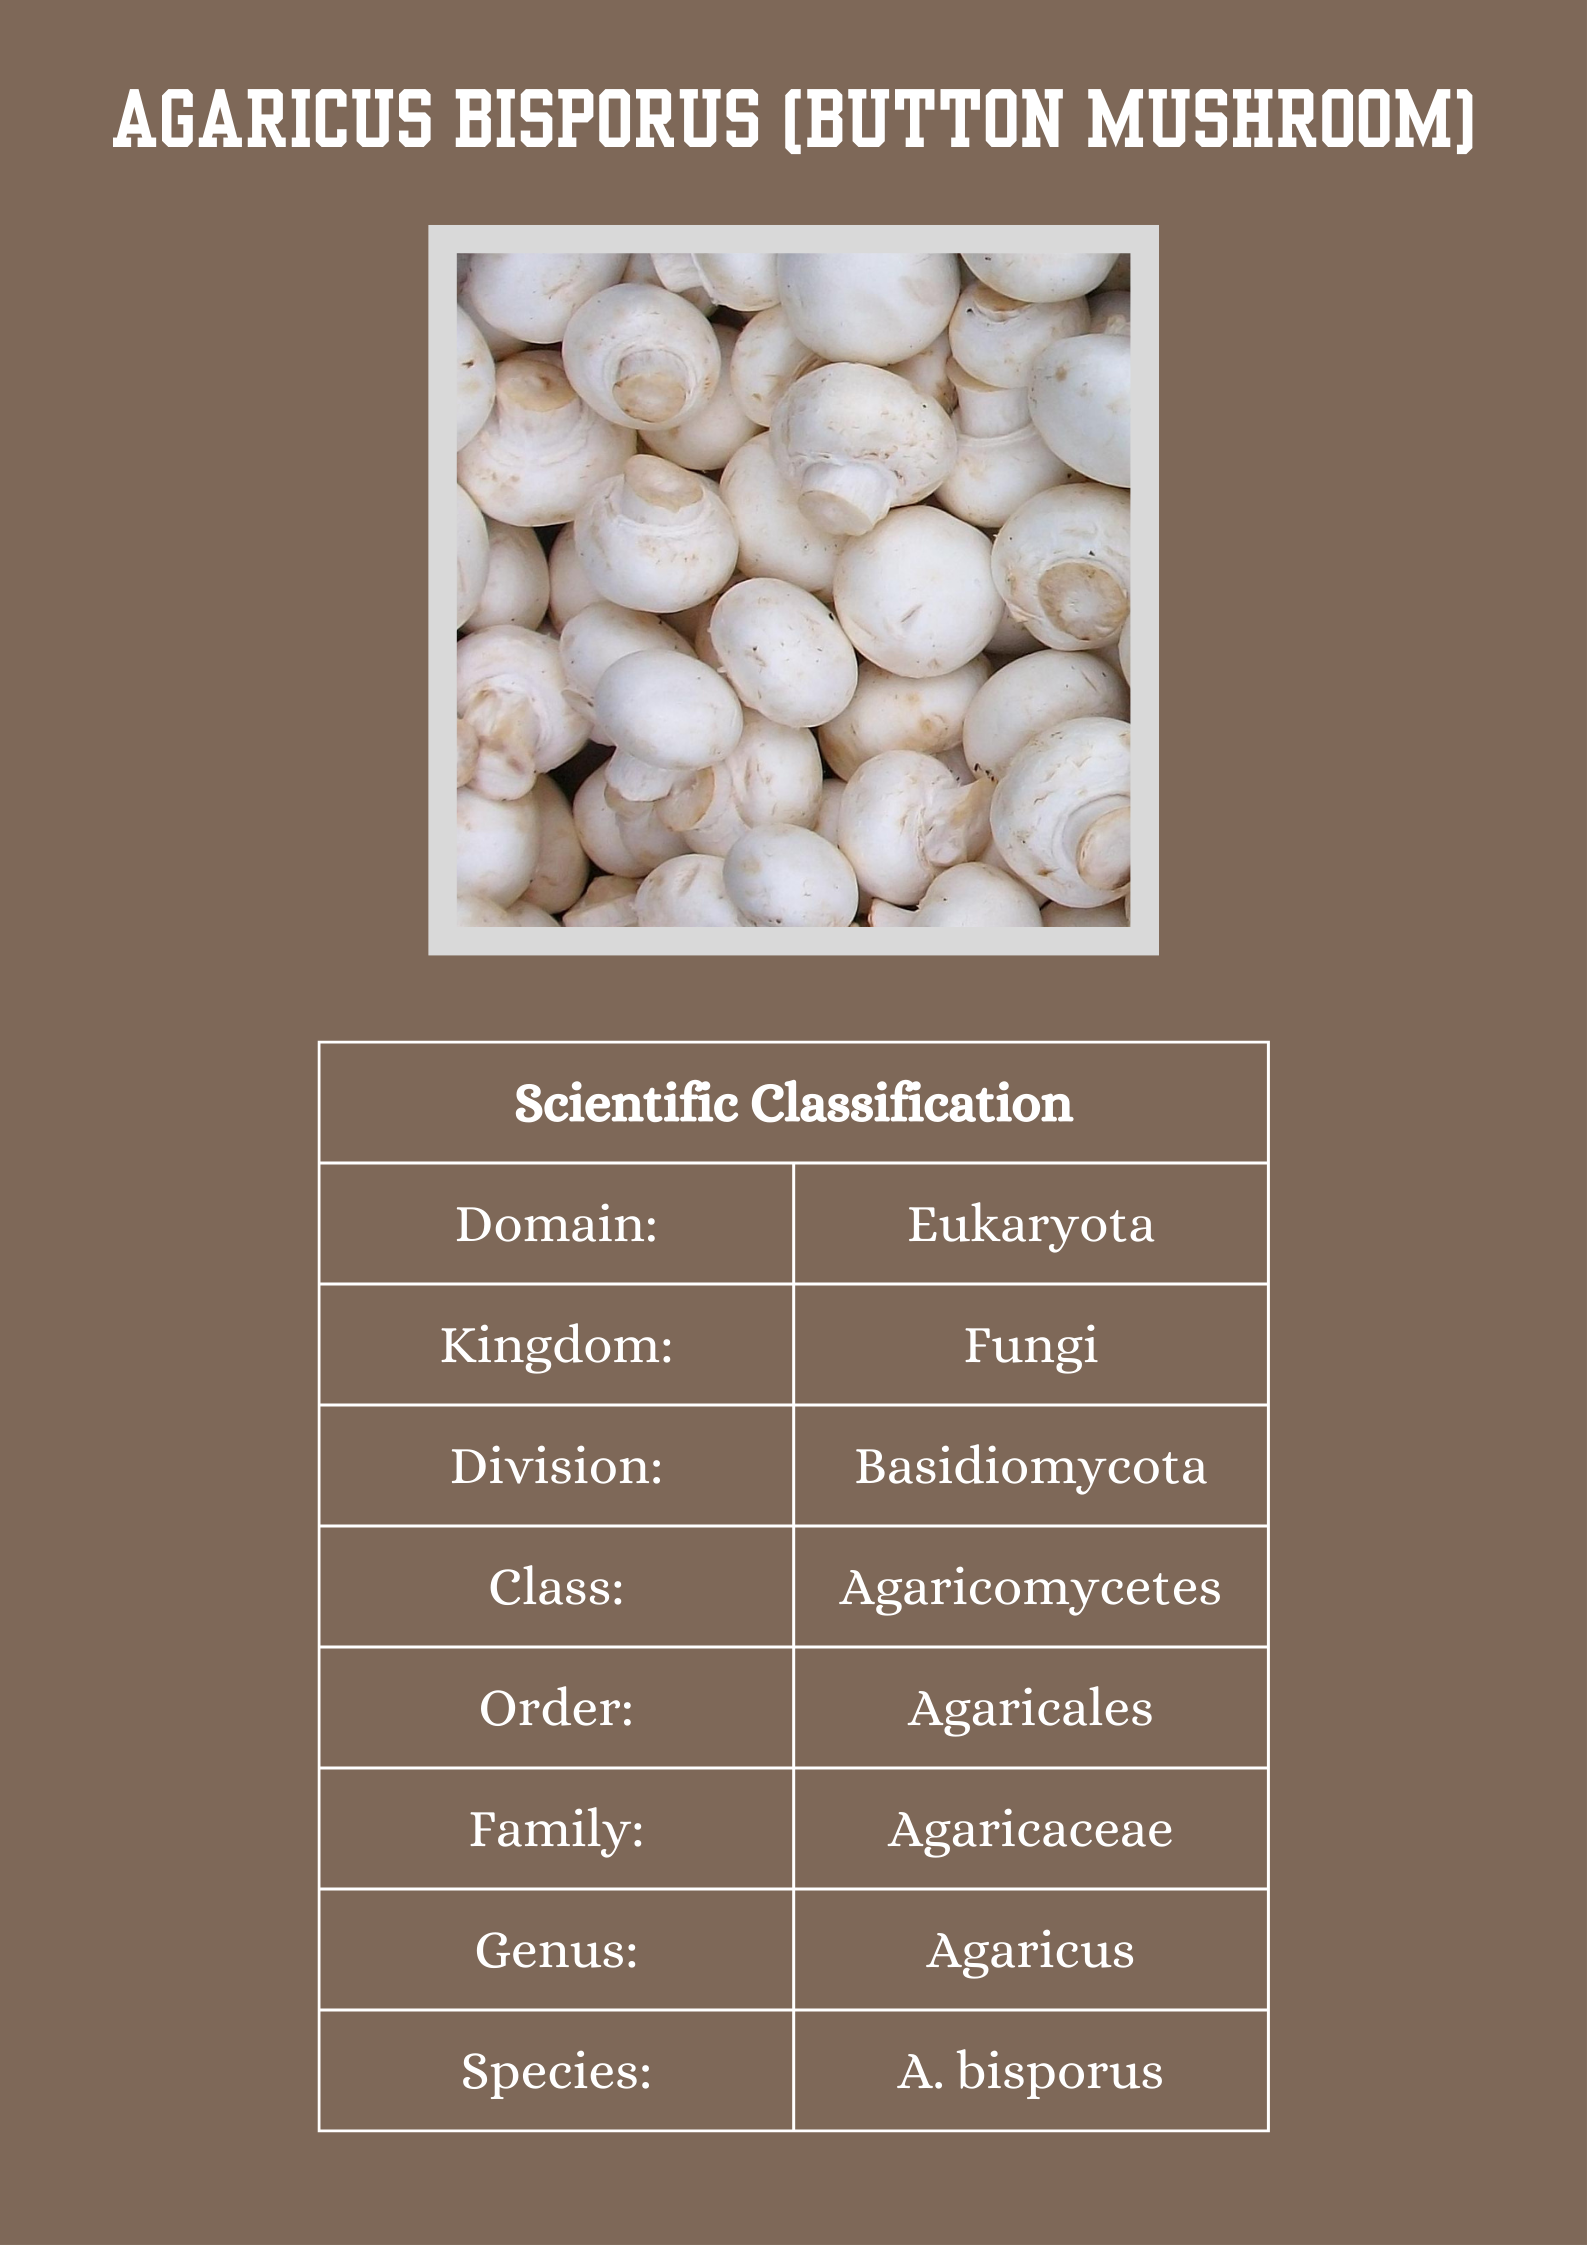 AGARICUS BISPORUS (BUTTON MUSHROOM)
Scientific Classification
Domain: Eukaryota
Kingdom: Fungi
Division: Basidiomycota
Class: Agaricomycetes
Order: Agaricales
Family: Agaricaceae
Genus: Agaricus
Species: A. bisporus